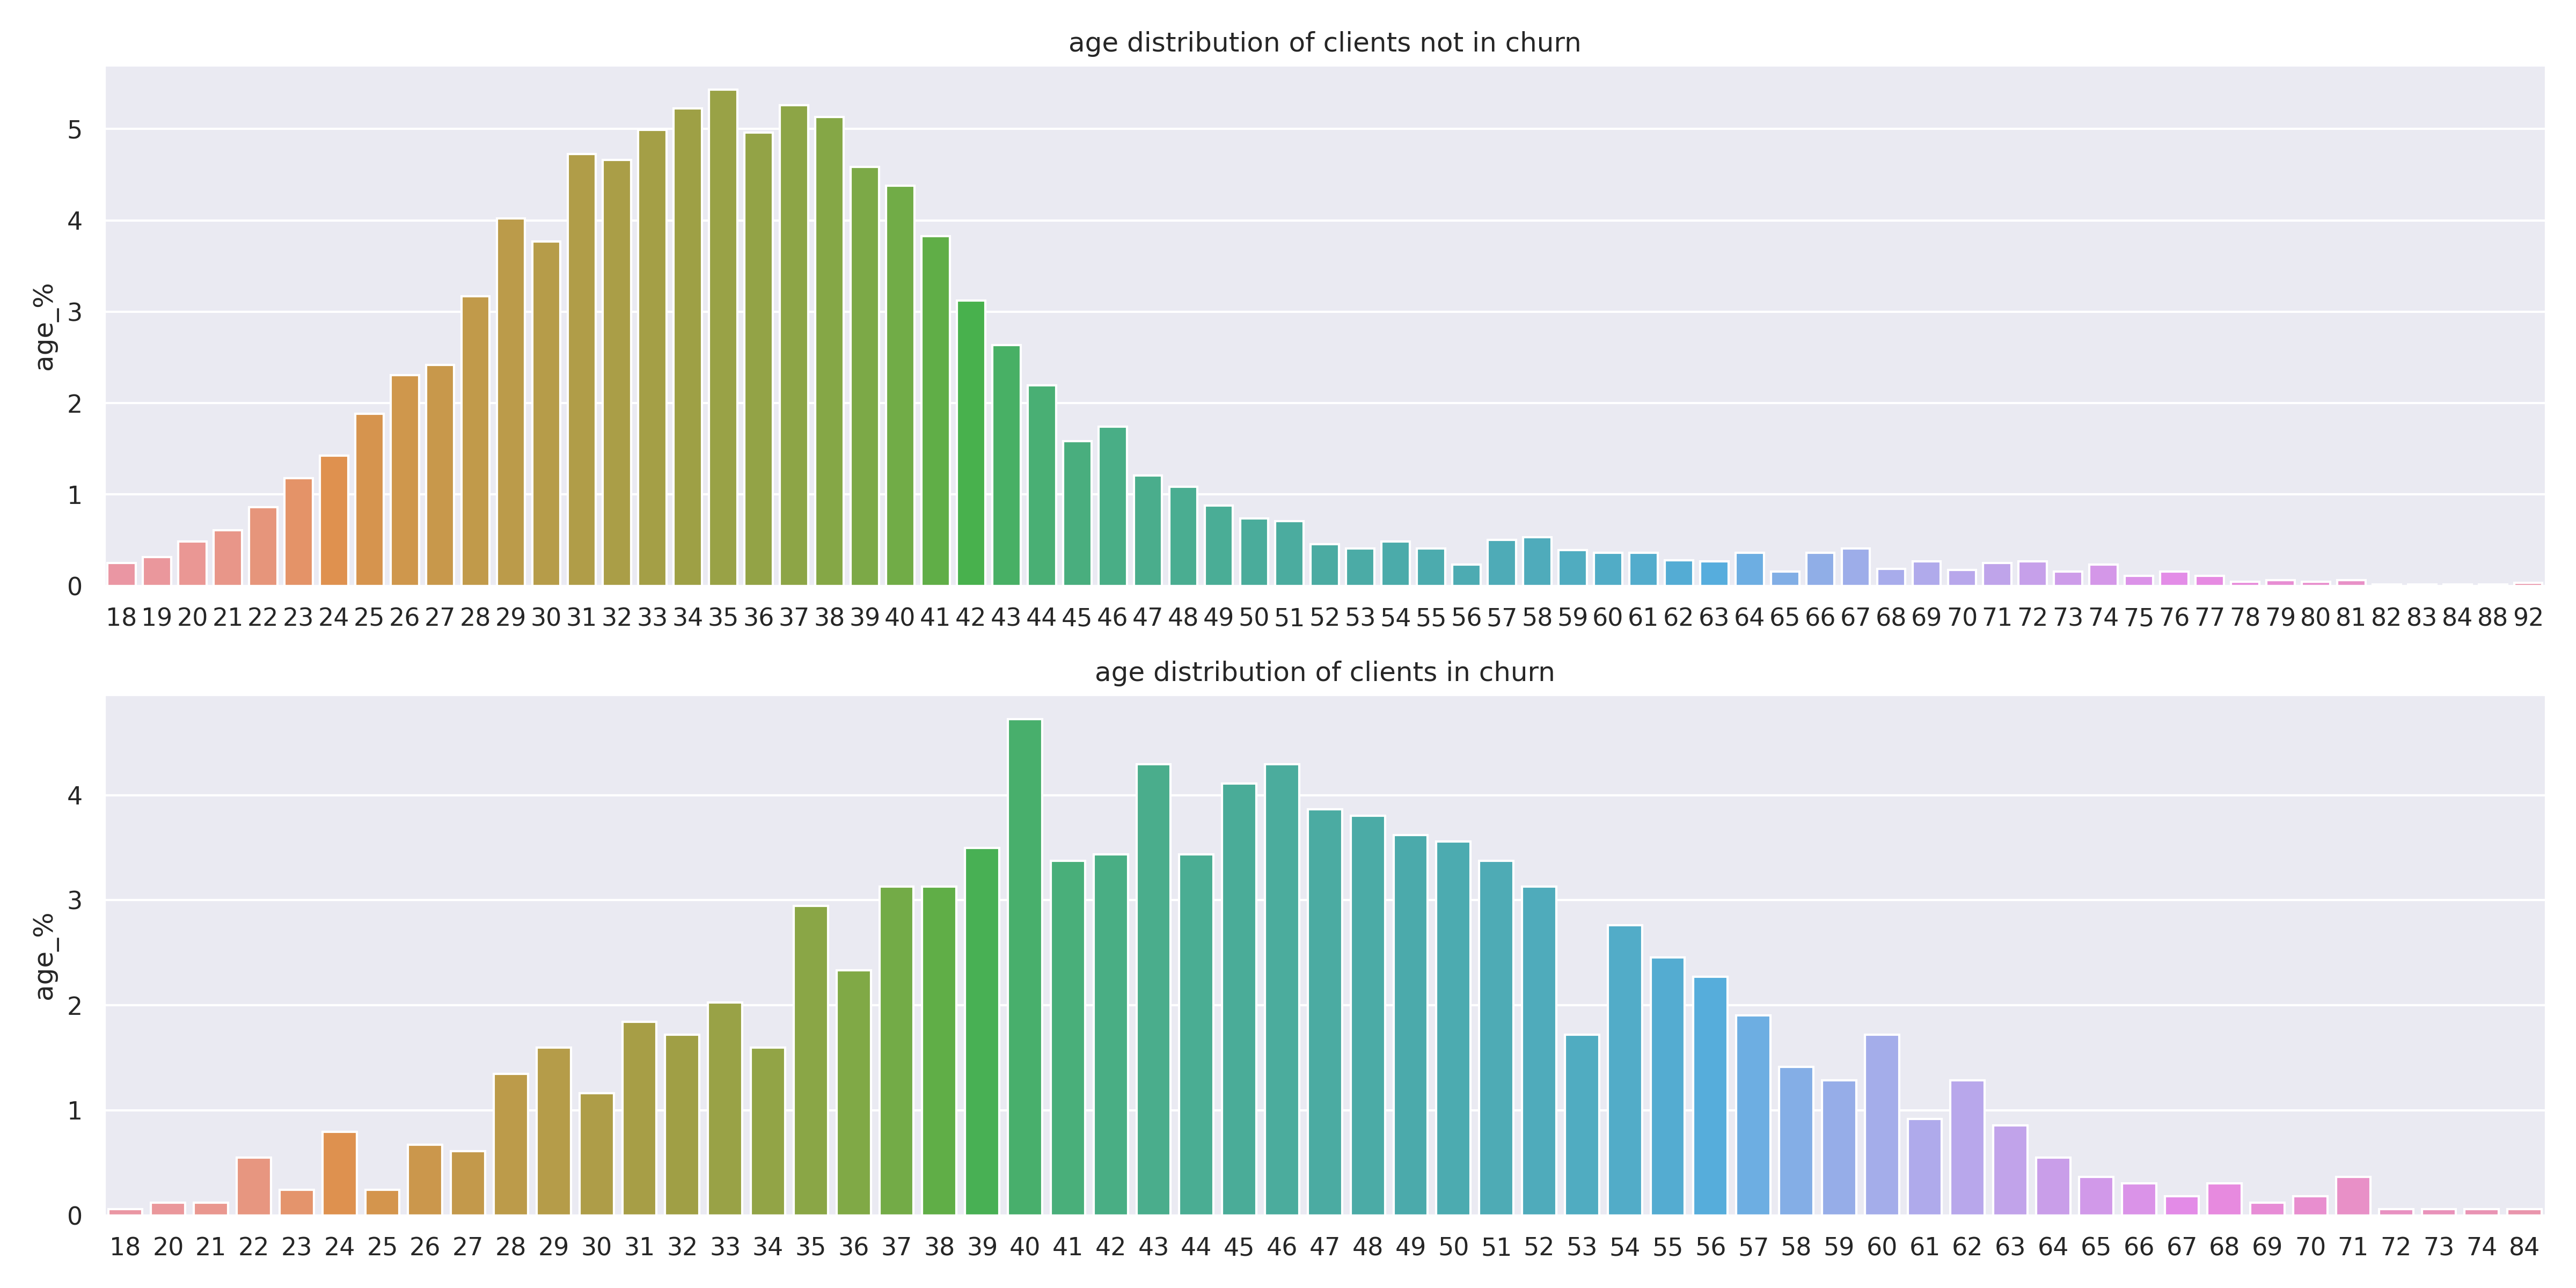 age distribution of clients not in churn
age_%
5
4
3
2
1
0
18 19 20 21 22 23 24 25 26 27 28 29 30 31 32 33 34 35 36 37 38 39 40 41 42 43 44 45 46 47 48 49 50 51 52 53 54 55 56 57 58 59 60 61 62 63 64 65 66 67 68 69 70 71 72 73 74 75 76 77 78 79 80 81 82 83 84 88 92
age distribution of clients in churn
age_%
4
3
2
1
0
18 20 21 22 23 24 25 26 27 28 29 30 31 32 33 34 35 36 37 38 39 40 41 42 43 44 45 46 47 48 49 50 51 52 53 54 55 56 57 58 59 60 61 62 63 64 65 66 67 68 69 70 71 72 73 74 84